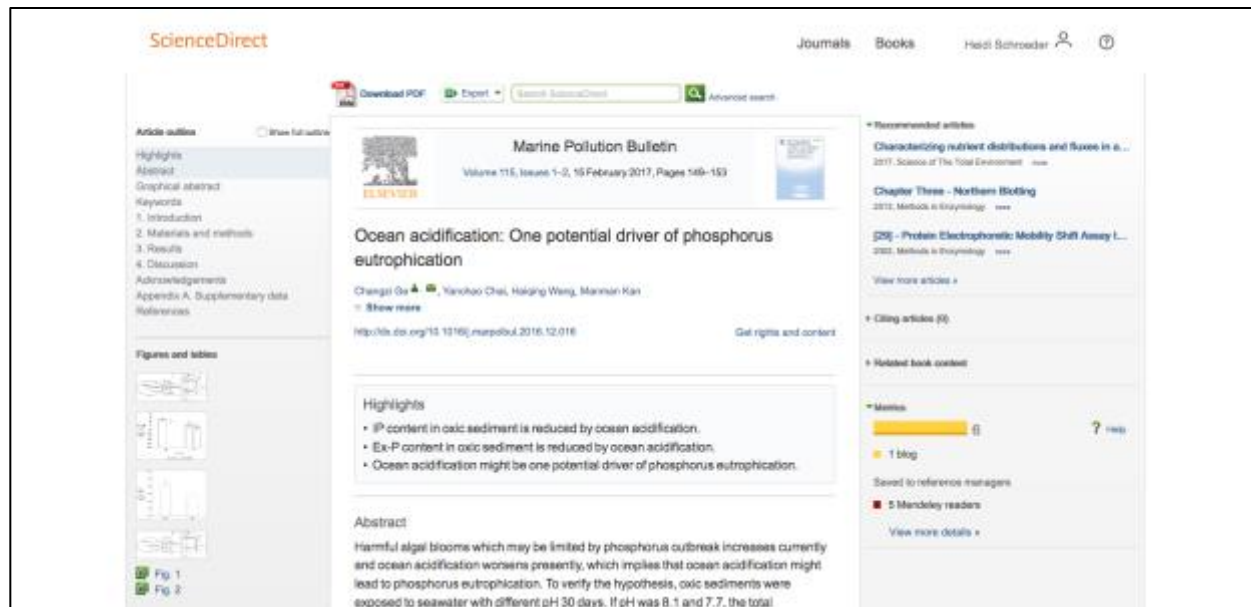 ScienceDirect
Journals Books Heidi Schroeder
Download PDF Export Search ScienceDirect Advanced search
Article outline Show full outline
Highlights
Abstract
Graphical abstract
Keywords
1. Introduction
2. Materials and methods
3. Results
4. Discussion
Acknowledgements
Appendix A. Supplementary data
References
Figures and tables
Fig. 1
Fig. 2
ELSEVIER
Marine Pollution Bulletin
Volume 115, Issues 1–2, 15 February 2017, Pages 149–153
Ocean acidification: One potential driver of phosphorus
eutrophication
Changzi Ge, Yanchao Chai, Haiqing Wang, Manman Kan
Show more
http://dx.doi.org/10.1016/j.marpolbul.2016.12.016 Get rights and content
Highlights
• IP content in oxic sediment is reduced by ocean acidification.
• Ex-P content in oxic sediment is reduced by ocean acidification.
• Ocean acidification might be one potential driver of phosphorus eutrophication.
Abstract
Harmful algal blooms which may be limited by phosphorus outbreak increases currently
and ocean acidification worsens presently, which implies that ocean acidification might
lead to phosphorus eutrophication. To verify the hypothesis, oxic sediments were
exposed to seawater with different pH 30 days. If pH was 8.1 and 7.7, the total
Recommended articles
Characterizing nutrient distributions and fluxes in a...
2017, Science of The Total Environment more
Chapter Three - Northern Blotting
2013, Methods in Enzymology more
[29] - Protein Electrophoretic Mobility Shift Assay t...
2002, Methods in Enzymology more
View more articles »
Citing articles (0)
Related book content
Metrics
6 ? Help
1 blog
Saved to reference managers
5 Mendeley readers
View more details »